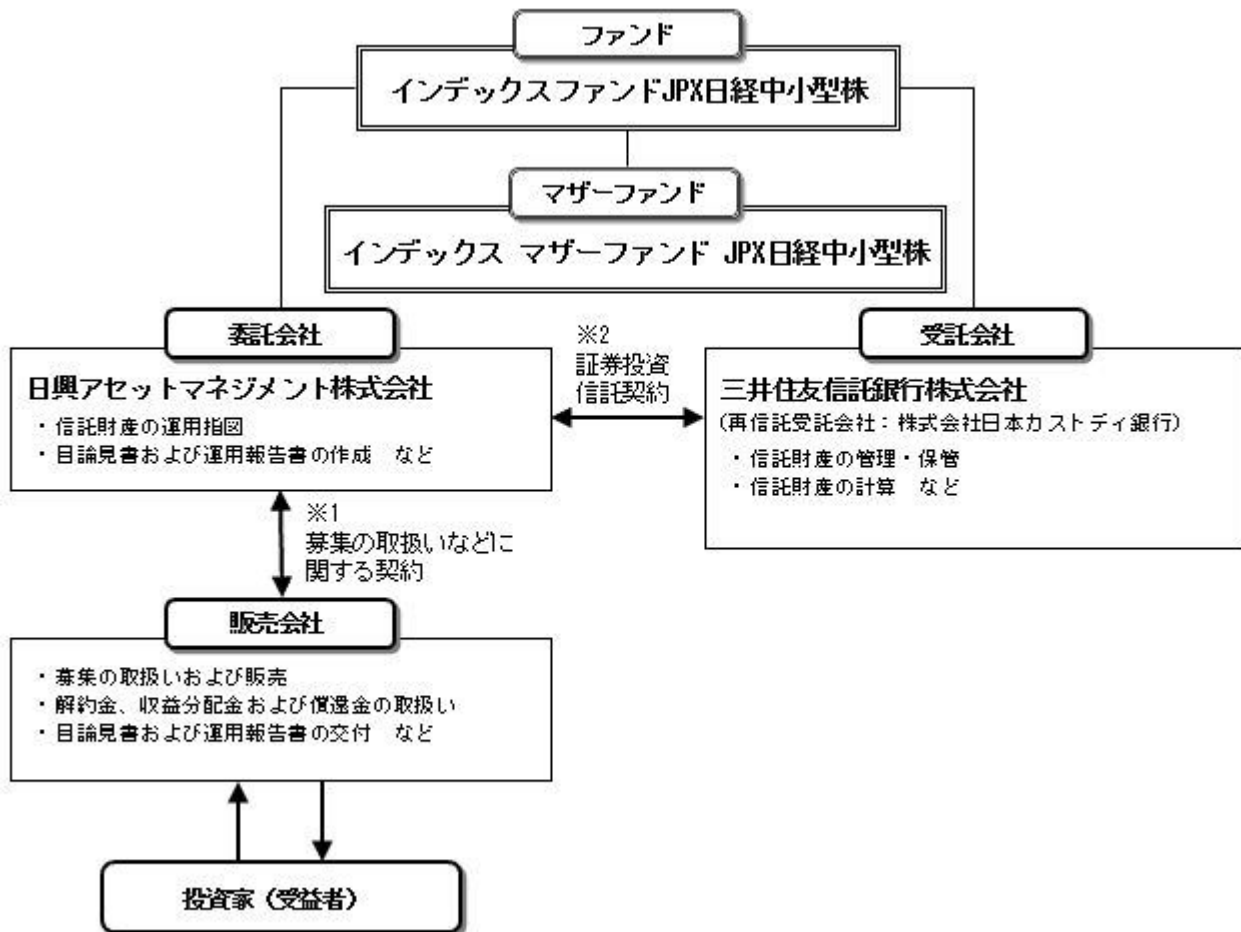 ファンド
インデックスファンドJPX日経中小型株
マザーファンド
インデックス マザーファンド JPX日経中小型株
委託会社
日興アセットマネジメント株式会社
・信託財産の運用指図
・目論見書および運用報告書の作成 など
※2
証券投資
信託契約
受託会社
三井住友信託銀行株式会社
(再信託受託会社:株式会社日本カストディ銀行)
・信託財産の管理・保管
・信託財産の計算 など
※1
募集の取扱いなどに
関する契約
販売会社
・募集の取扱いおよび販売
・解約金、収益分配金および償還金の取扱い
・目論見書および運用報告書の交付 など
投資家(受益者)